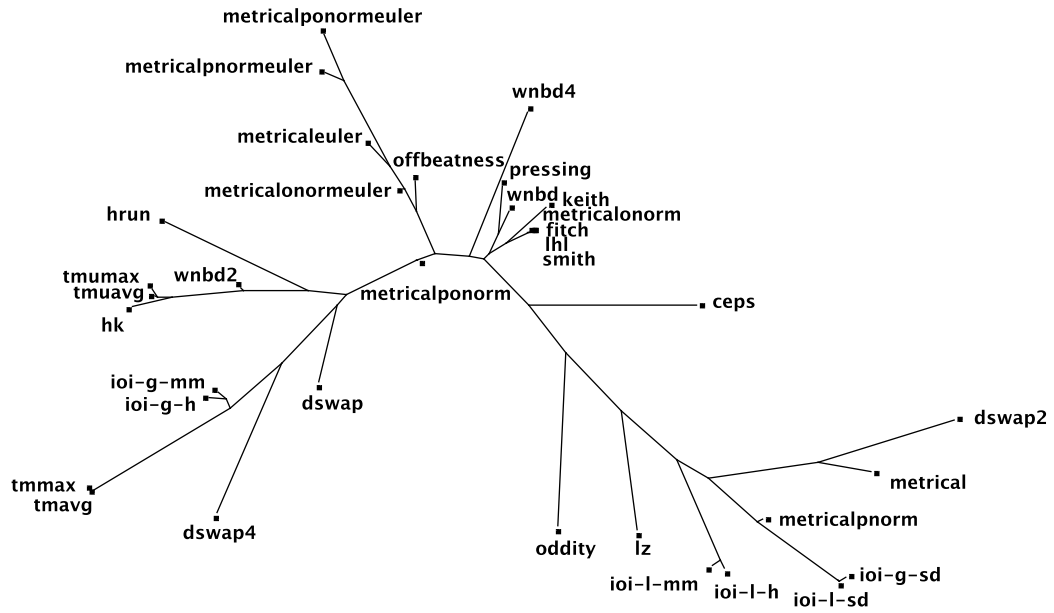 metricalponormeuler
metricalpnormeuler
wnbd4
metricaleuler
offbeatness
pressing
metricalonormeuler
wnbd
keith
hrun
metricalonorm
fitch
lhl
smith
tmumax
wnbd2
tmuavg
metricalponorm
ceps
hk
ioi-g-mm
ioi-g-h
dswap
dswap2
tmmax
metrical
tmavg
metricalpnorm
dswap4
oddity
lz
ioi-g-sd
ioi-l-mm
ioi-l-h
ioi-l-sd